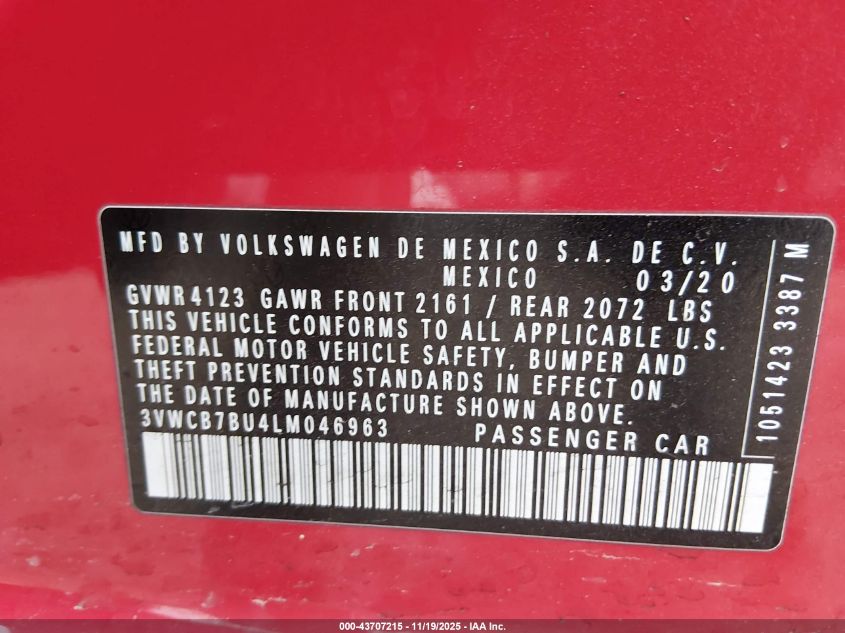 MFD BY VOLKSWAGEN DE MEXICO S.A. DE C.V.
MEXICO 03/20
GVWR 4123 GAWR FRONT 2161 / REAR 2072 LBS
THIS VEHICLE CONFORMS TO ALL APPLICABLE U.S.
FEDERAL MOTOR VEHICLE SAFETY, BUMPER AND
THEFT PREVENTION STANDARDS IN EFFECT ON
THE DATE OF MANUFACTURE SHOWN ABOVE.
3VWCB7BU4LM046963 PASSENGER CAR
1051423 3387 M
000-43707215 - 11/19/2025 - IAA Inc.